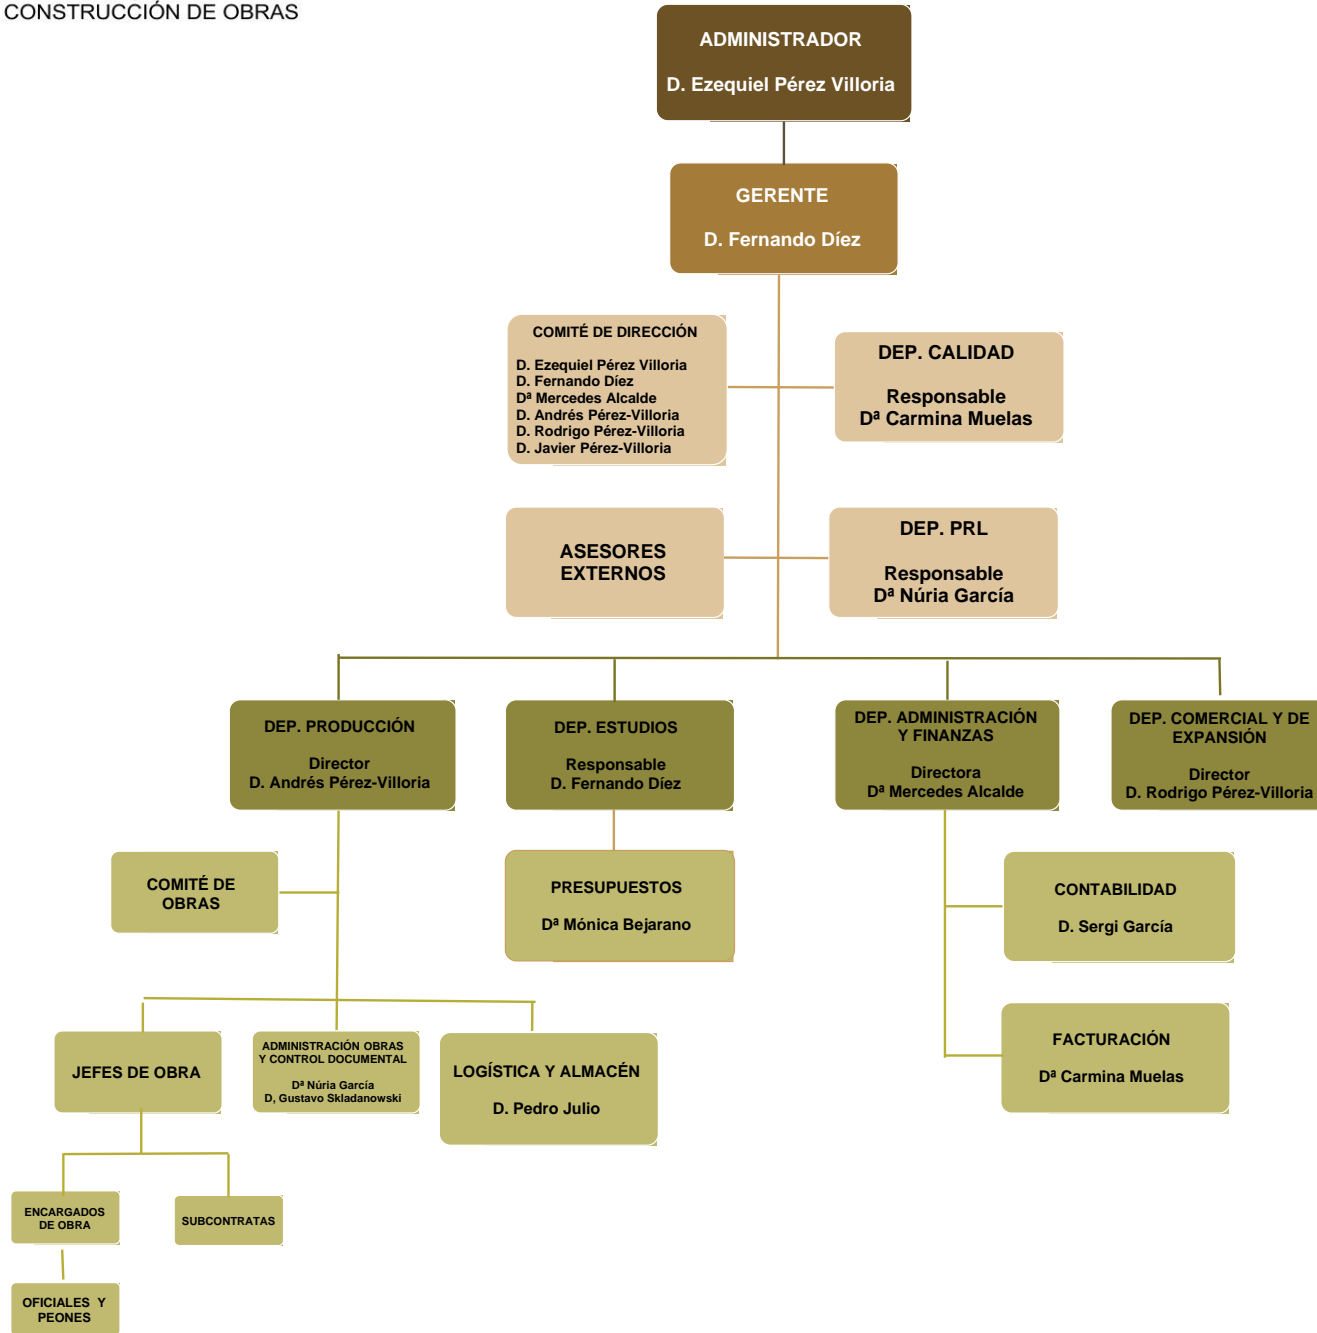 CONSTRUCCIÓN DE OBRAS
ADMINISTRADOR
D. Ezequiel Pérez Villoria
GERENTE
D. Fernando Díez
COMITÉ DE DIRECCIÓN
D. Ezequiel Pérez Villoria
D. Fernando Díez
Dª Mercedes Alcalde
D. Andrés Pérez-Villoria
D. Rodrigo Pérez-Villoria
D. Javier Pérez-Villoria
DEP. CALIDAD
Responsable
Dª Carmina Muelas
ASESORES
EXTERNOS
DEP. PRL
Responsable
Dª Núria García
DEP. PRODUCCIÓN
Director
D. Andrés Pérez-Villoria
DEP. ESTUDIOS
Responsable
D. Fernando Díez
DEP. ADMINISTRACIÓN
Y FINANZAS
Directora
Dª Mercedes Alcalde
DEP. COMERCIAL Y DE
EXPANSIÓN
Director
D. Rodrigo Pérez-Villoria
COMITÉ DE
OBRAS
PRESUPUESTOS
Dª Mónica Bejarano
CONTABILIDAD
D. Sergi García
JEFES DE OBRA
ADMINISTRACIÓN OBRAS
Y CONTROL DOCUMENTAL
Dª Núria García
D, Gustavo Skladanowski
LOGÍSTICA Y ALMACÉN
D. Pedro Julio
FACTURACIÓN
Dª Carmina Muelas
ENCARGADOS
DE OBRA
SUBCONTRATAS
OFICIALES Y
PEONES